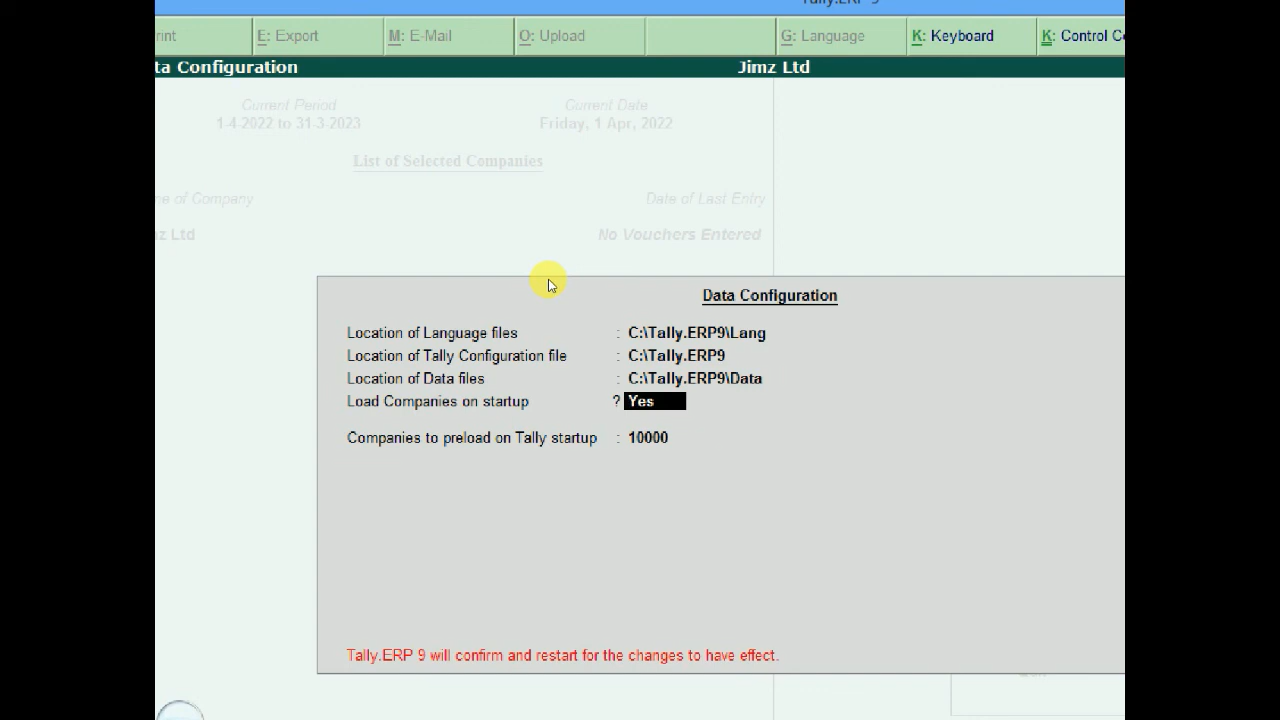 Tally.ERP 9
rint E: Export M: E-Mail O: Upload G: Language K: Keyboard K: Control Ce
ta Configuration Jimz Ltd
Current Period Current Date
1-4-2022 to 31-3-2023 Friday, 1 Apr, 2022
List of Selected Companies
e of Company Date of Last Entry
z Ltd No Vouchers Entered
Data Configuration
Location of Language files : C:\Tally.ERP9\Lang
Location of Tally Configuration file : C:\Tally.ERP9
Location of Data files : C:\Tally.ERP9\Data
Load Companies on startup ? Yes
Companies to preload on Tally startup : 10000
Tally.ERP 9 will confirm and restart for the changes to have effect.